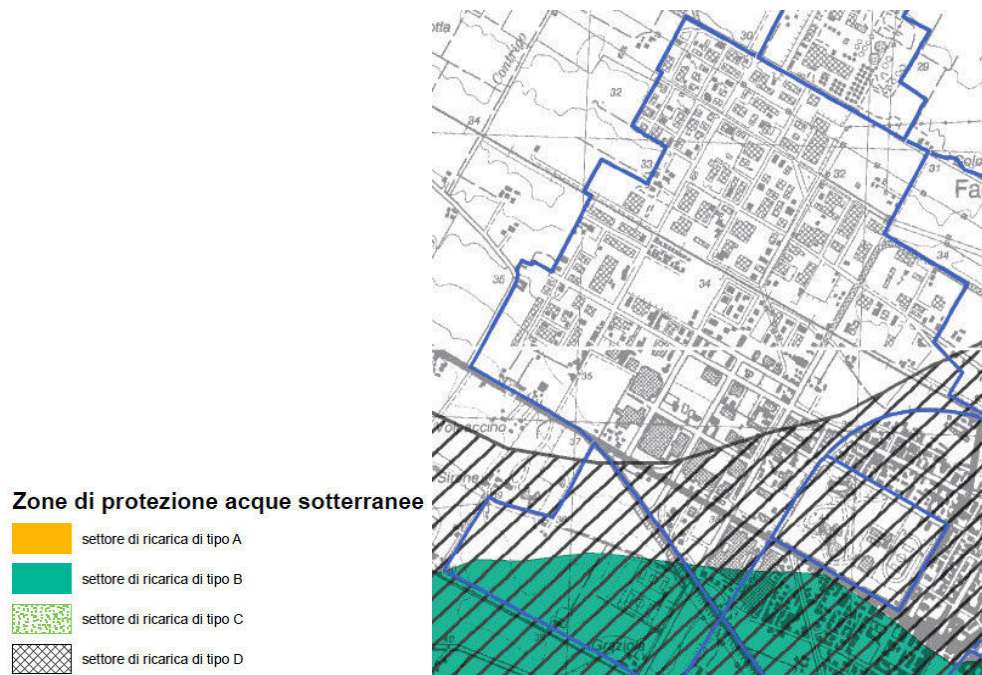 Zone di protezione acque sotterranee
settore di ricarica di tipo A
settore di ricarica di tipo B
settore di ricarica di tipo C
settore di ricarica di tipo D
30
29
32
34
33
31
Fa
32
34
35
34
35
37
Sirone
Graziola